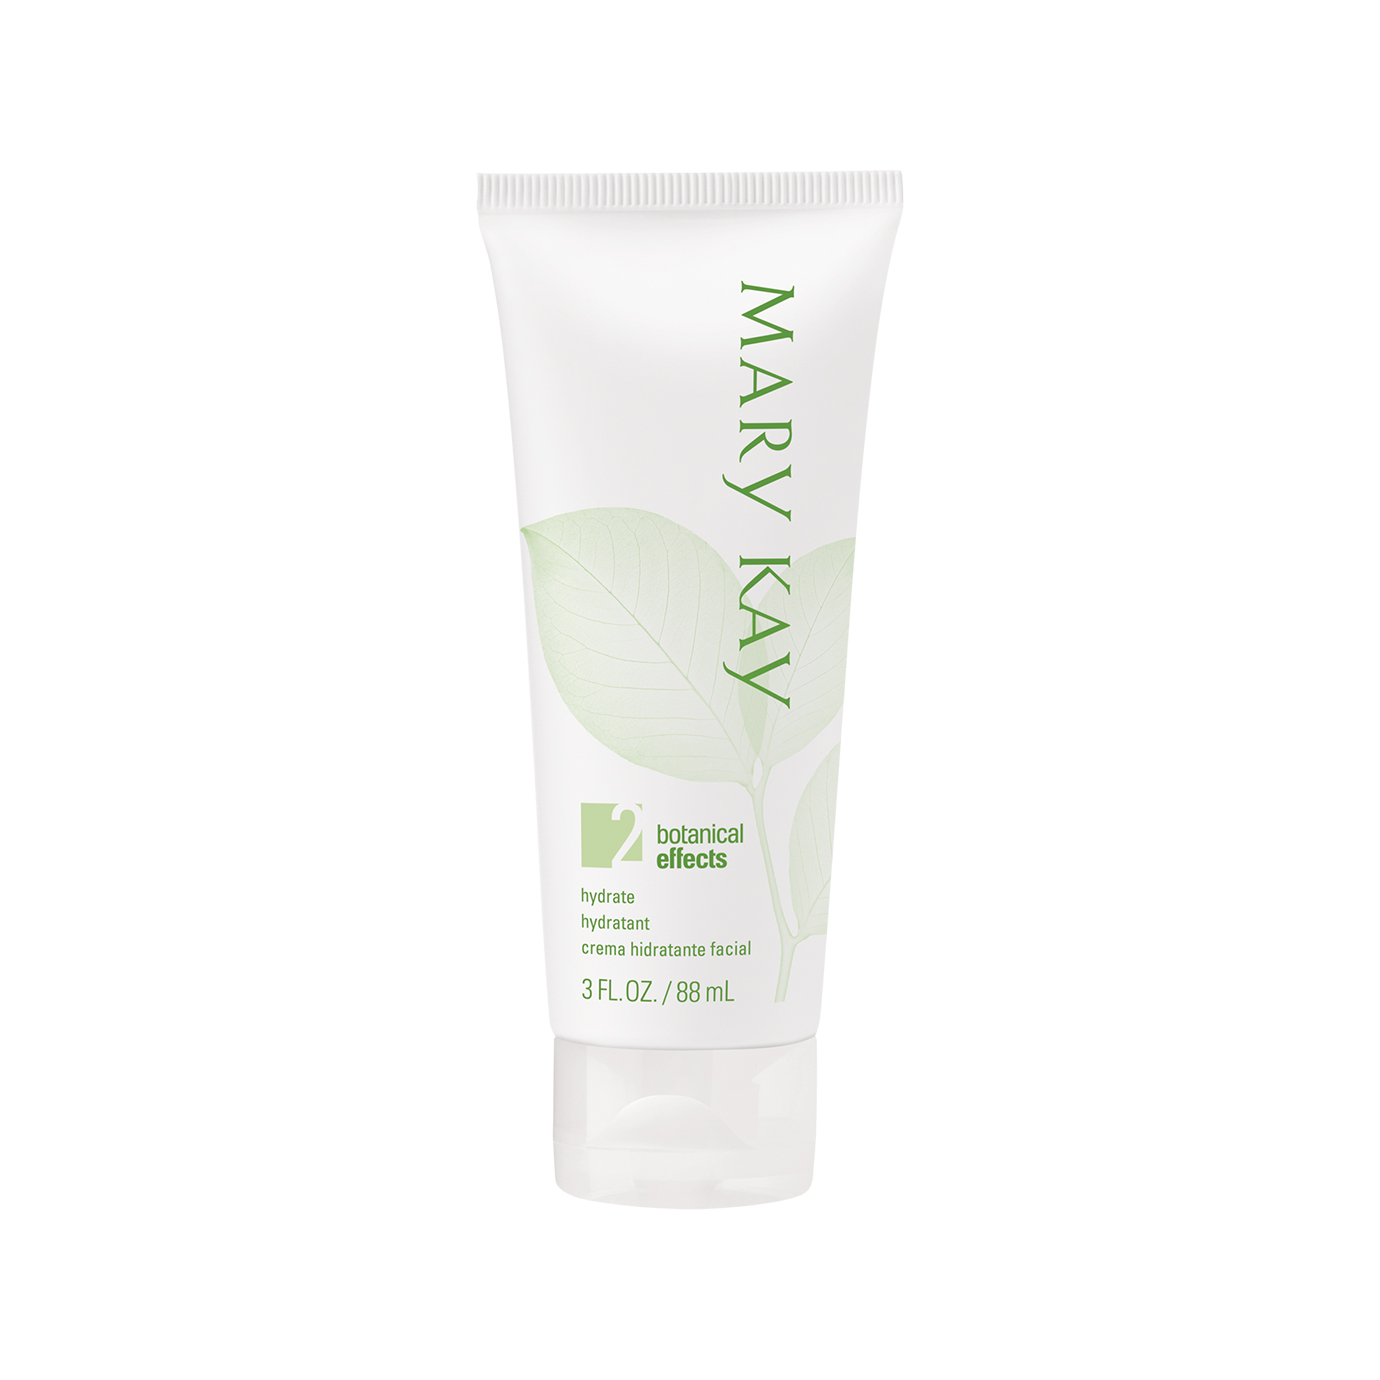 MARY KAY
2
botanical
effects
hydrate
hydratant
crema hidratante facial
3 FL.OZ. / 88 mL